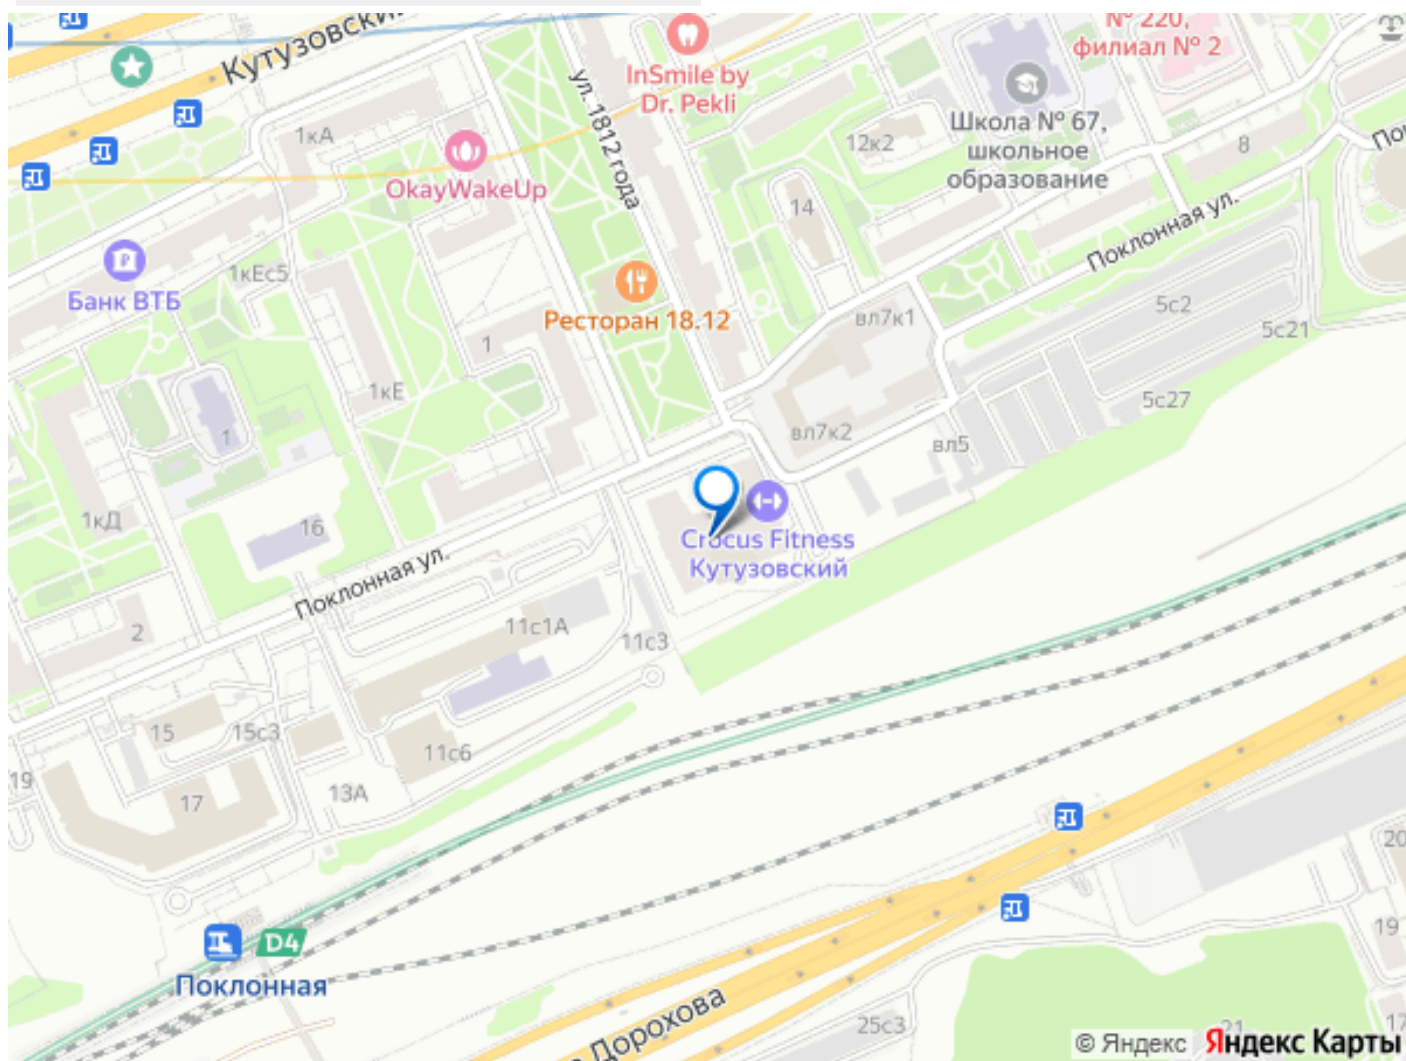 Кутузовский
№ 220,
филиал № 2
InSmile by
Dr. Pekli
ул. 1812 года
1кА
OkayWakeUp
12к2
Школа № 67,
школьное
образование
8
По
14
Поклонная ул.
1кЕс5
Банк ВТБ
Ресторан 18.12
вл7к1
5с2
5с21
1
1кЕ
5с27
1
вл7к2
вл5
1кД
16
Crocus Fitness
Кутузовский
Поклонная ул.
2
11с1А
11с3
15
15с3
11с6
19
17
13А
20
D4
Поклонная
19
Дорохова
25с3
21
17
© Яндекс
Яндекс Карты